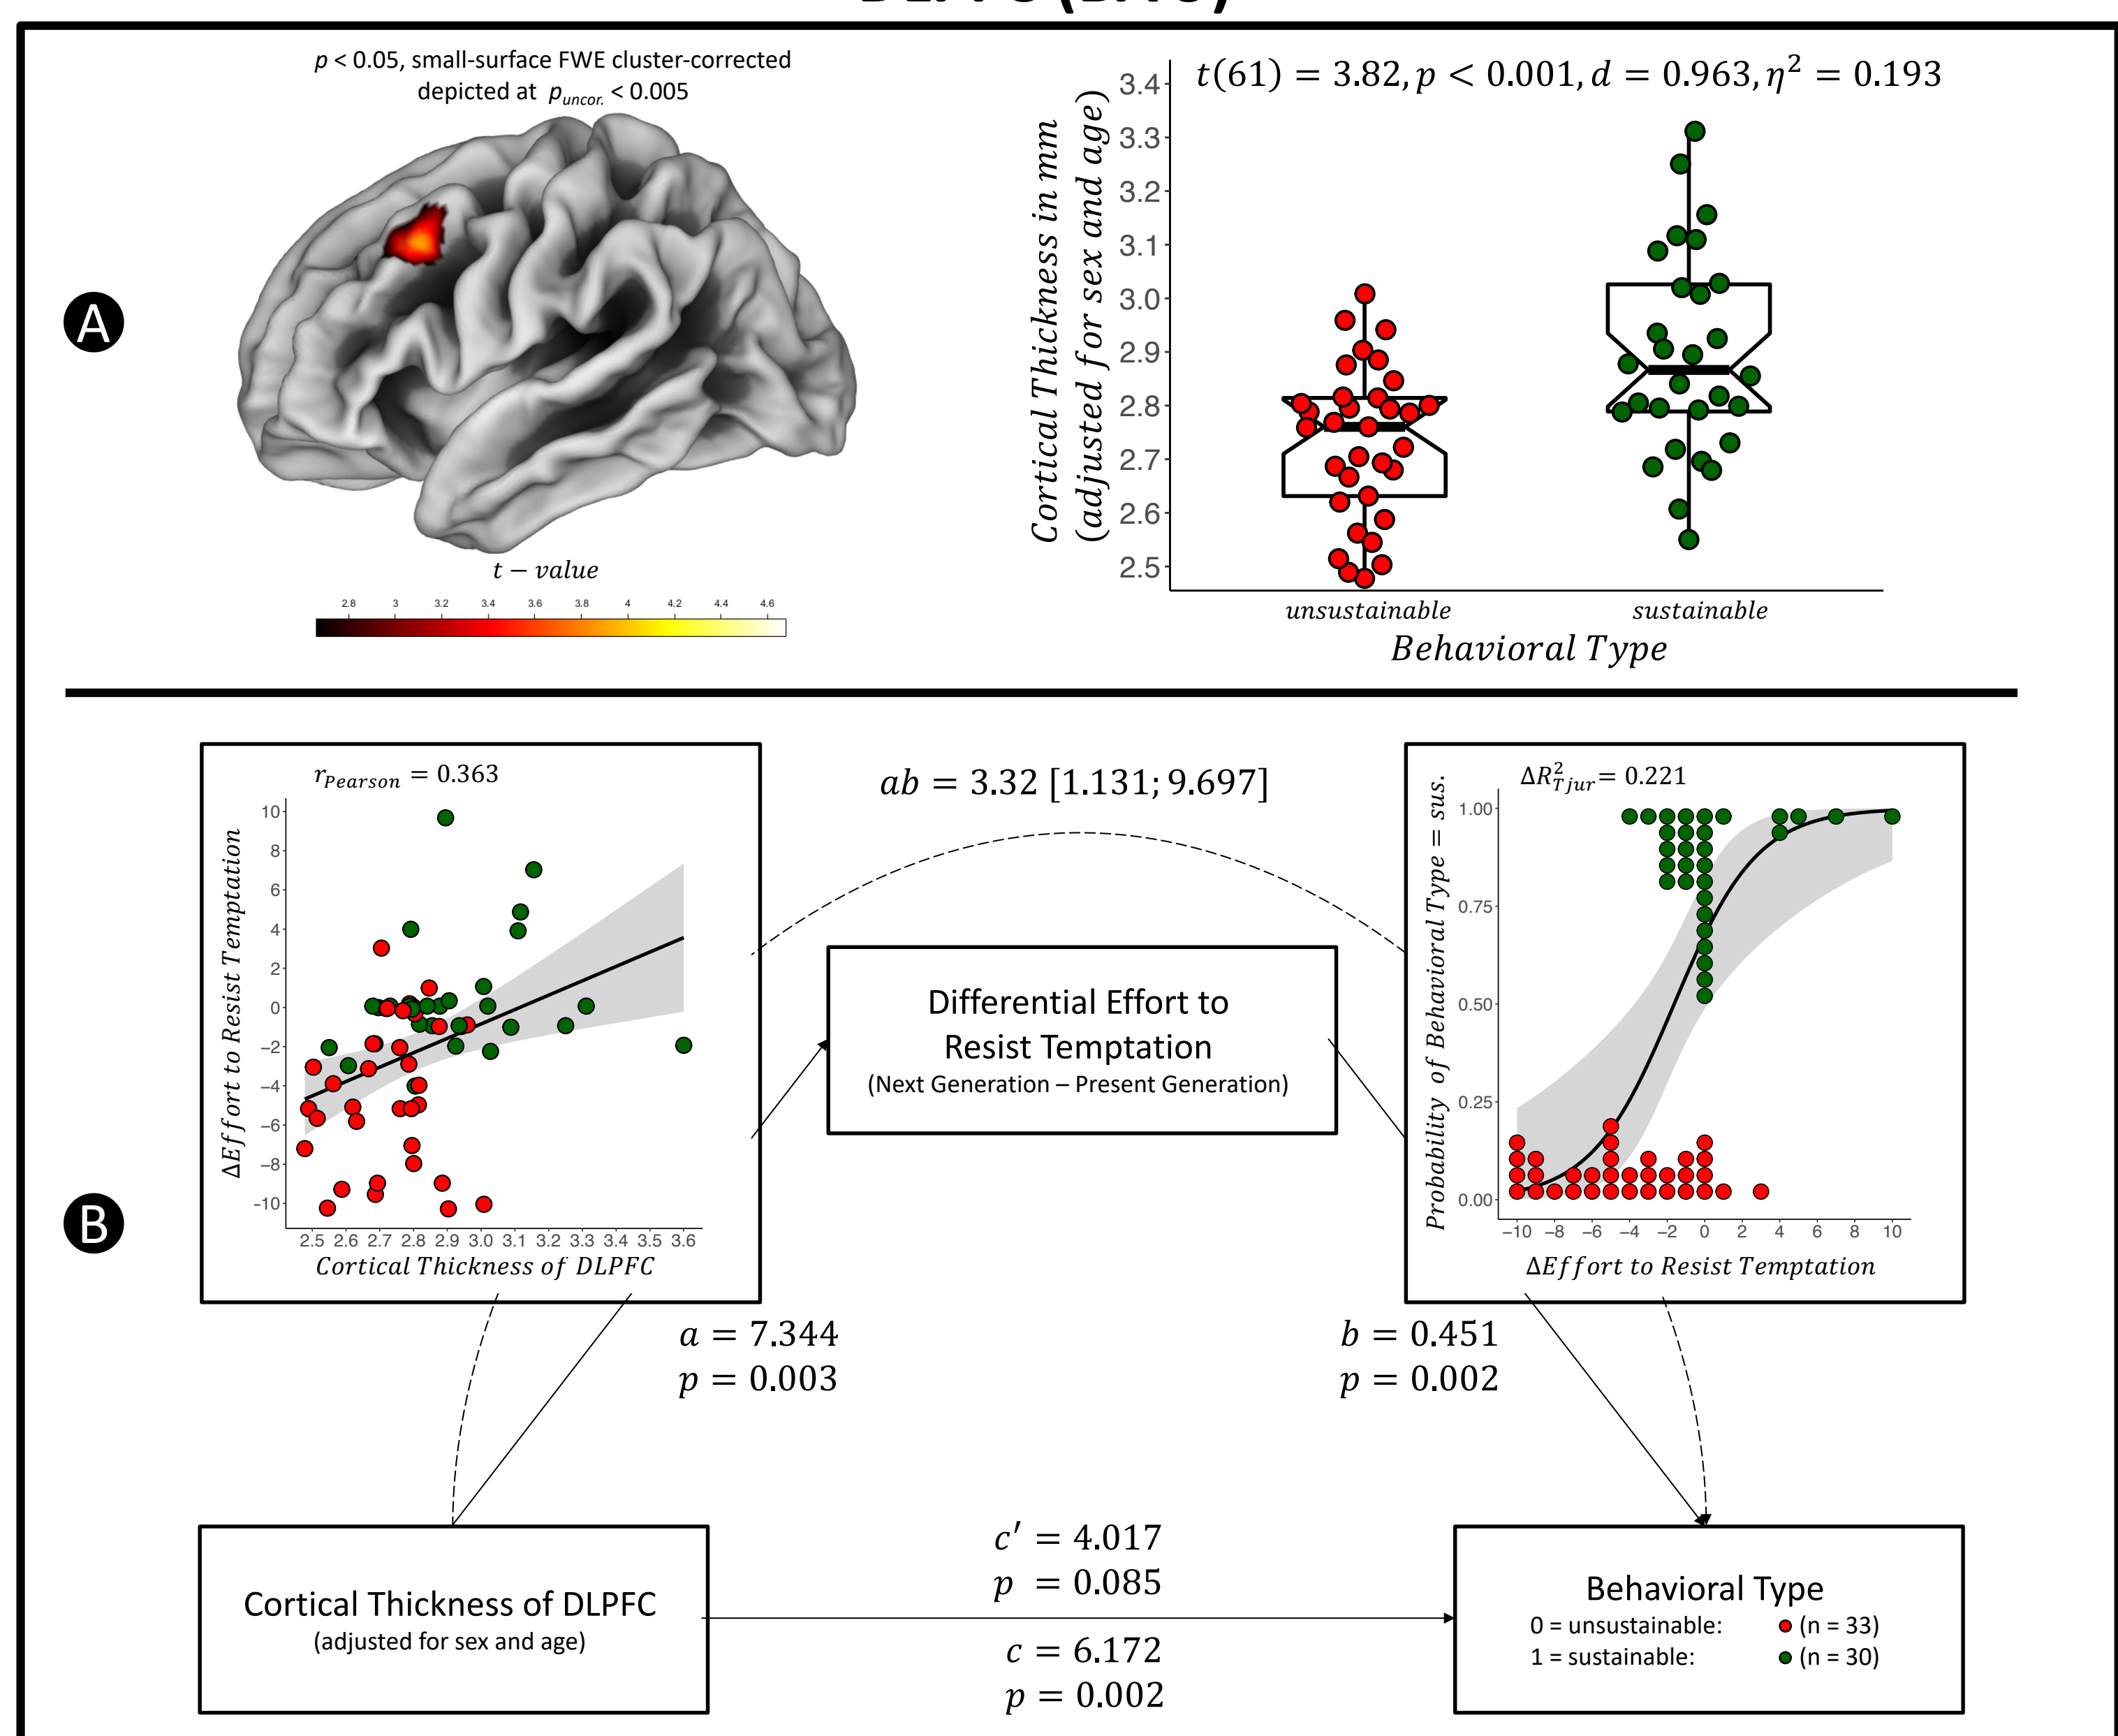 p < 0.05, small-surface FWE cluster-corrected
depicted at p_uncor. < 0.005
A
t − value
2.8 3 3.2 3.4 3.6 3.8 4 4.2 4.4 4.6
t(61) = 3.82, p < 0.001, d = 0.963, η² = 0.193
Cortical Thickness in mm
(adjusted for sex and age)
3.4
3.3
3.2
3.1
3.0
2.9
2.8
2.7
2.6
2.5
unsustainable sustainable
Behavioral Type
B
r_Pearson = 0.363
ΔEffort to Resist Temptation
10
8
6
4
2
0
−2
−4
−6
−8
−10
2.5 2.6 2.7 2.8 2.9 3.0 3.1 3.2 3.3 3.4 3.5 3.6
Cortical Thickness of DLPFC
ab = 3.32 [1.131; 9.697]
Differential Effort to
Resist Temptation
(Next Generation – Present Generation)
ΔR²_Tjur = 0.221
Probability of Behavioral Type = sus.
1.00
0.75
0.50
0.25
0.00
−10 −8 −6 −4 −2 0 2 4 6 8 10
ΔEffort to Resist Temptation
a = 7.344
p = 0.003
b = 0.451
p = 0.002
Cortical Thickness of DLPFC
(adjusted for sex and age)
c′ = 4.017
p = 0.085
c = 6.172
p = 0.002
Behavioral Type
0 = unsustainable: (n = 33)
1 = sustainable: (n = 30)